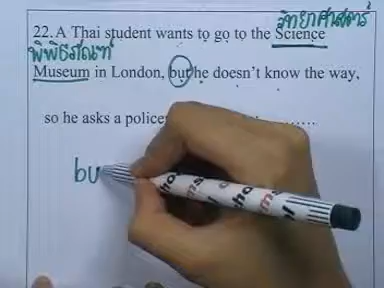 วิทยาศาสตร์
22. A Thai student wants to go to the Science
พิพิธภัณฑ์
Museum in London, but he doesn't know the way,
so he asks a police
bu